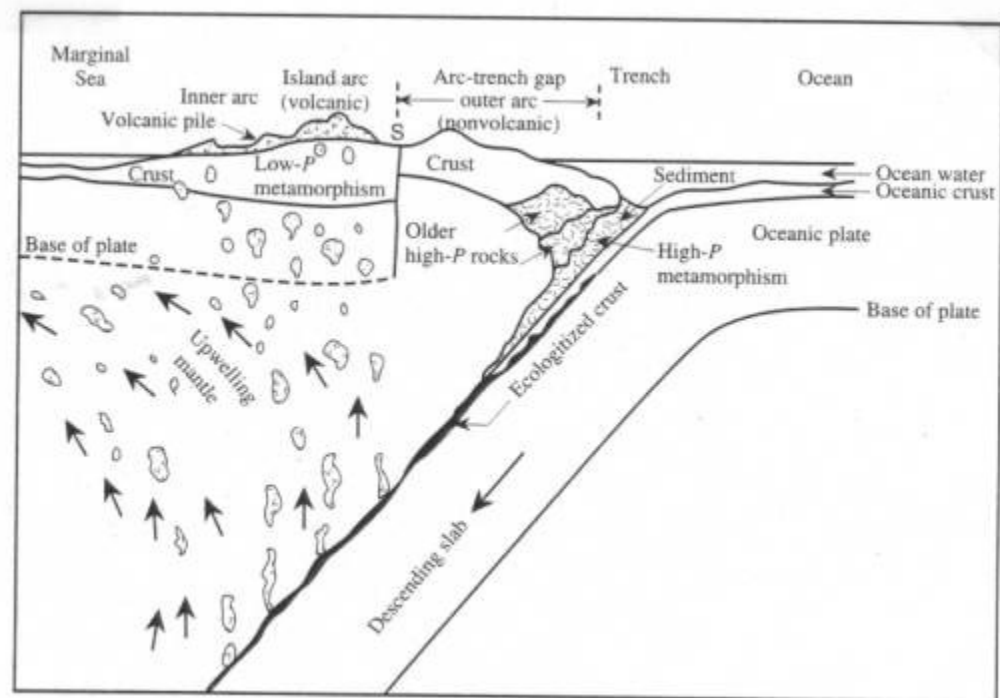 Marginal
Sea
Inner arc
Volcanic pile
Island arc
(volcanic)
Arc-trench gap
outer arc
(nonvolcanic)
Trench
Ocean
S
Crust
Low-P
metamorphism
Crust
Sediment
Ocean water
Oceanic crust
Older
high-P rocks
High-P
metamorphism
Oceanic plate
Base of plate
Base of plate
Upwelling
mantle
Ecologitized crust
Descending slab